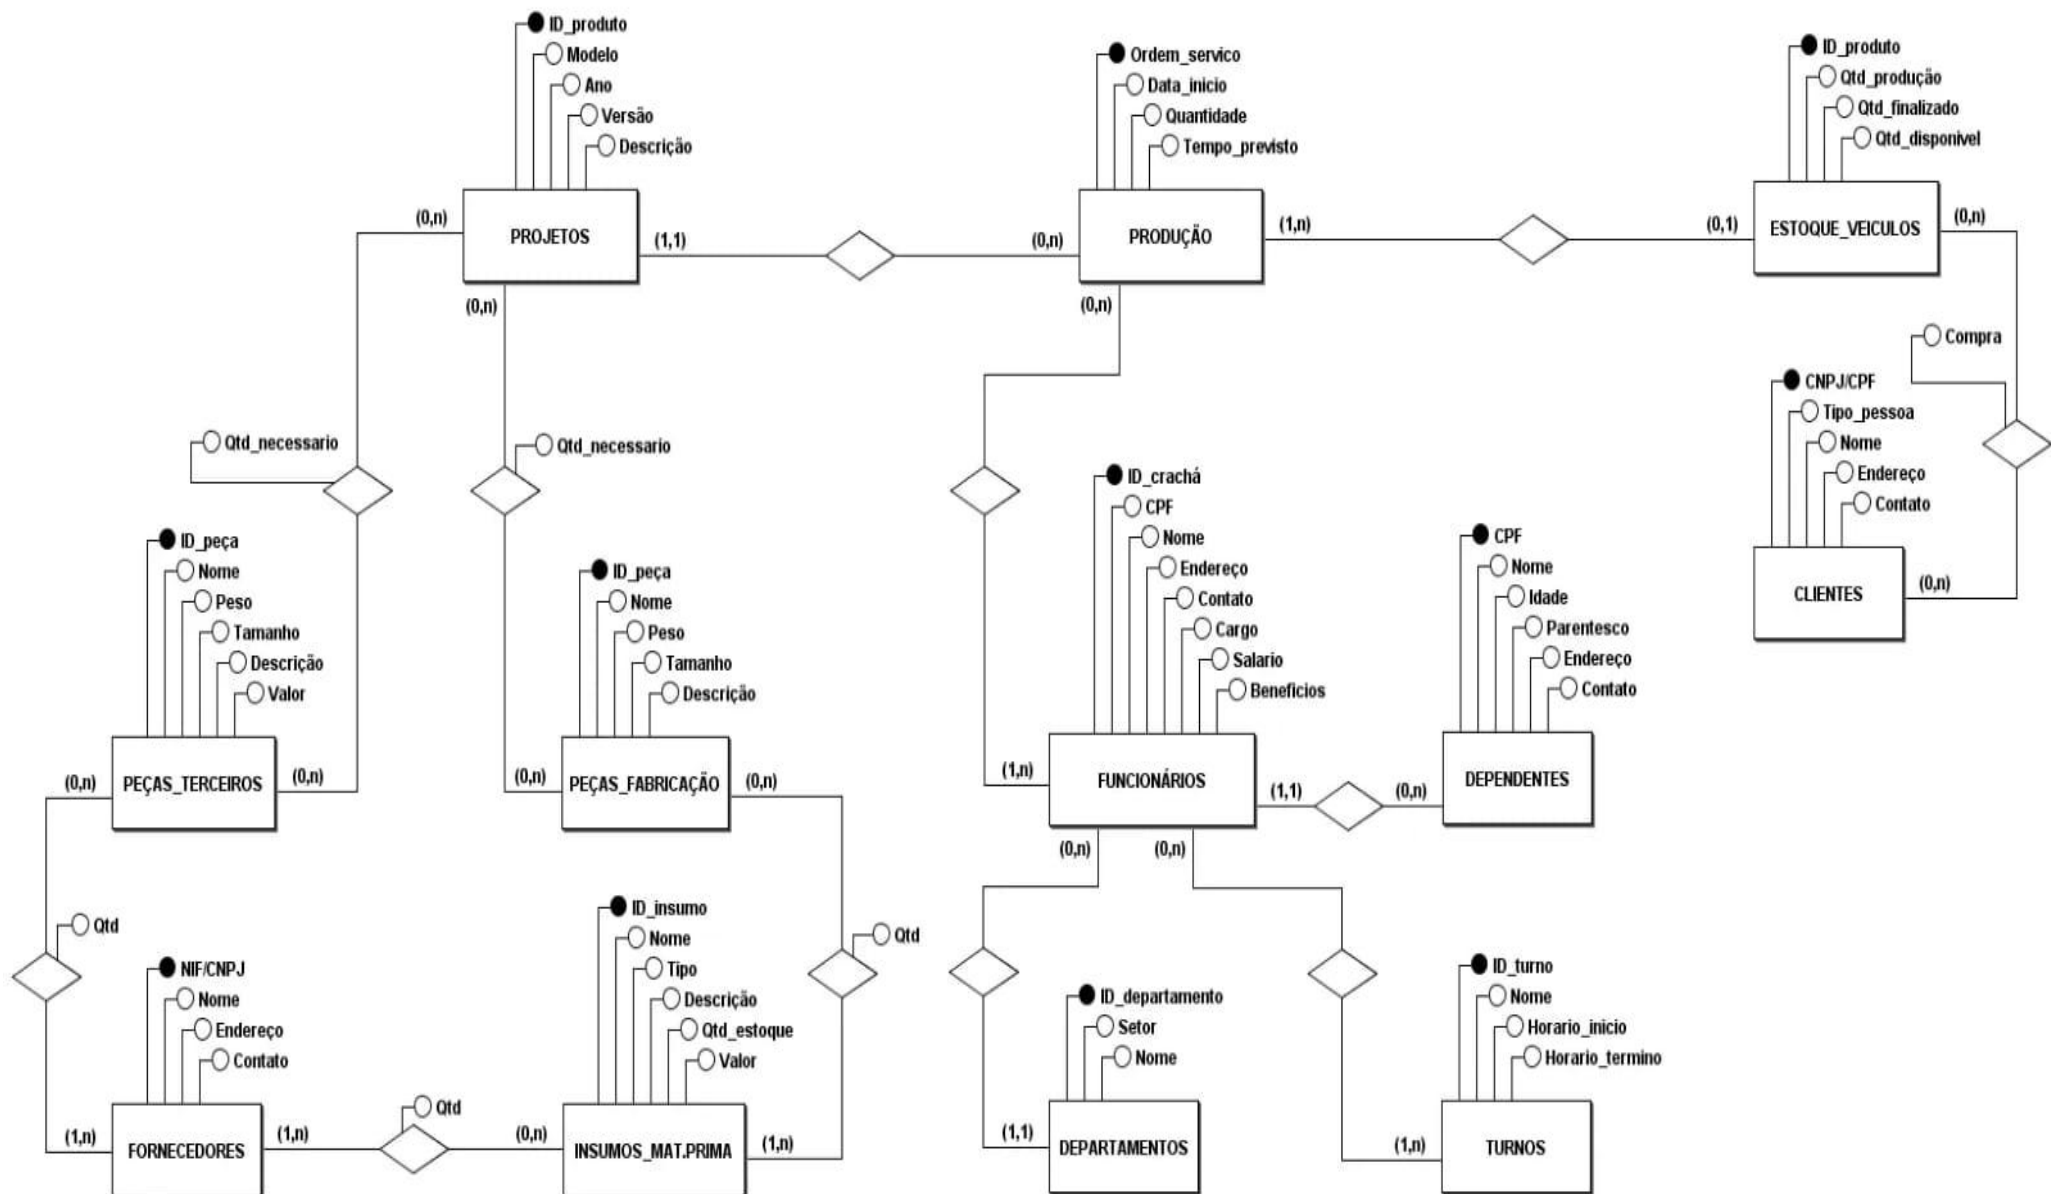 ID_produto
Modelo
Ano
Versão
Descrição
(0,n)
PROJETOS
(1,1)
(0,n)
Ordem_servico
Data_inicio
Quantidade
Tempo_previsto
(0,n)
PRODUÇÃO
(1,n)
(0,n)
ID_produto
Qtd_produção
Qtd_finalizado
Qtd_disponivel
(0,1)
ESTOQUE_VEICULOS
(0,n)
Compra
CNPJ/CPF
Tipo_pessoa
Nome
Endereço
Contato
CLIENTES
(0,n)
Qtd_necessario
Qtd_necessario
ID_peça
Nome
Peso
Tamanho
Descrição
Valor
(0,n)
PEÇAS_TERCEIROS
(0,n)
ID_peça
Nome
Peso
Tamanho
Descrição
(0,n)
PEÇAS_FABRICAÇÃO
(0,n)
ID_crachá
CPF
Nome
Endereço
Contato
Cargo
Salario
Beneficios
(1,n)
FUNCIONÁRIOS
(1,1)
(0,n)
(0,n)
CPF
Nome
Idade
Parentesco
Endereço
Contato
(0,n)
DEPENDENTES
Qtd
NIF/CNPJ
Nome
Endereço
Contato
(1,n)
FORNECEDORES
(1,n)
Qtd
ID_insumo
Nome
Tipo
Descrição
Qtd_estoque
Valor
(0,n)
INSUMOS_MAT.PRIMA
(1,n)
Qtd
ID_departamento
Setor
Nome
(1,1)
DEPARTAMENTOS
ID_turno
Nome
Horario_inicio
Horario_termino
(1,n)
TURNOS